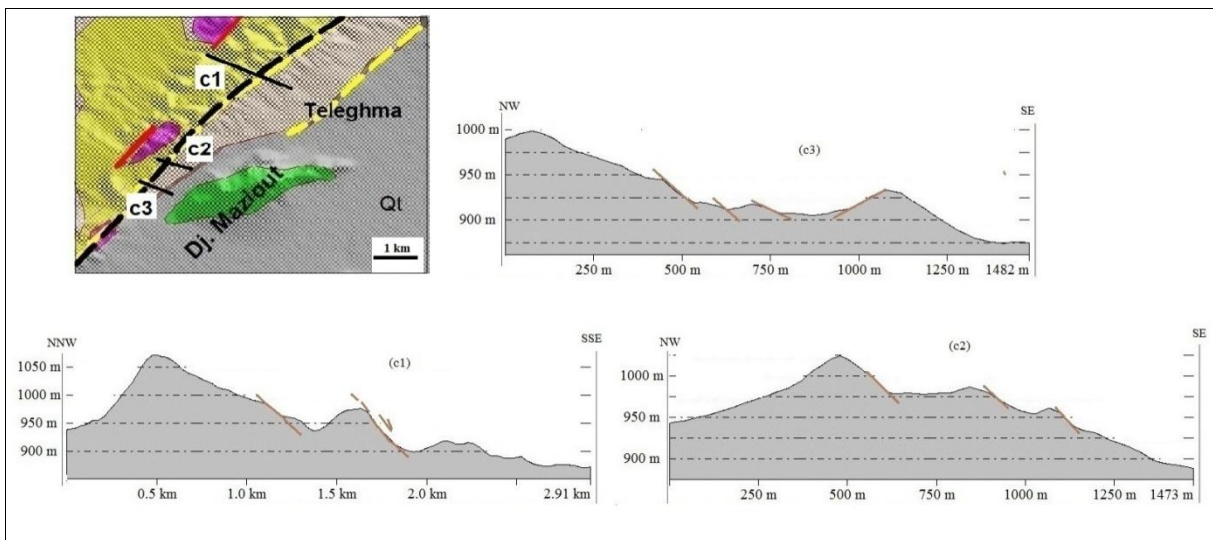 c1
Teleghma
c2
c3
Dj. Maziout
Qt
1 km
NW
SE
(c3)
1000 m
950 m
900 m
250 m
500 m
750 m
1000 m
1250 m
1482 m
NNW
SSE
(c1)
1050 m
1000 m
950 m
900 m
0.5 km
1.0 km
1.5 km
2.0 km
2.91 km
NW
SE
(c2)
1000 m
950 m
900 m
250 m
500 m
750 m
1000 m
1250 m
1473 m